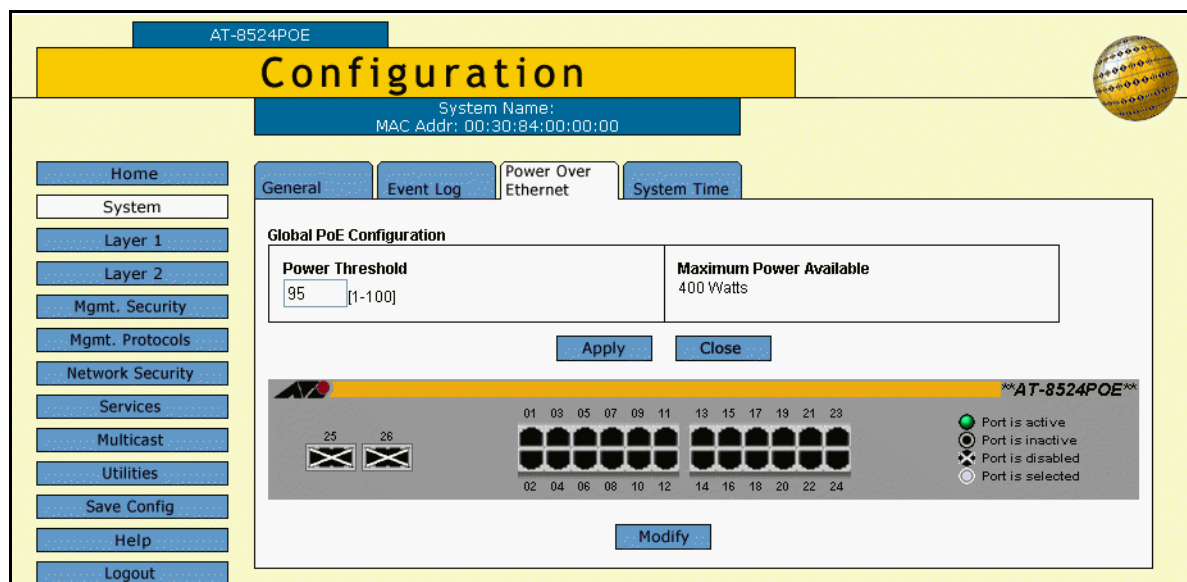 AT-8524POE
Configuration
System Name:
MAC Addr: 00:30:84:00:00:00
Home
System
Layer 1
Layer 2
Mgmt. Security
Mgmt. Protocols
Network Security
Services
Multicast
Utilities
Save Config
Help
Logout
General
Event Log
Power Over
Ethernet
System Time
Global PoE Configuration
Power Threshold
95 [1-100]
Maximum Power Available
400 Watts
Apply
Close
**AT-8524POE**
25 26
01 03 05 07 09 11 13 15 17 19 21 23
02 04 06 08 10 12 14 16 18 20 22 24
Port is active
Port is inactive
Port is disabled
Port is selected
Modify